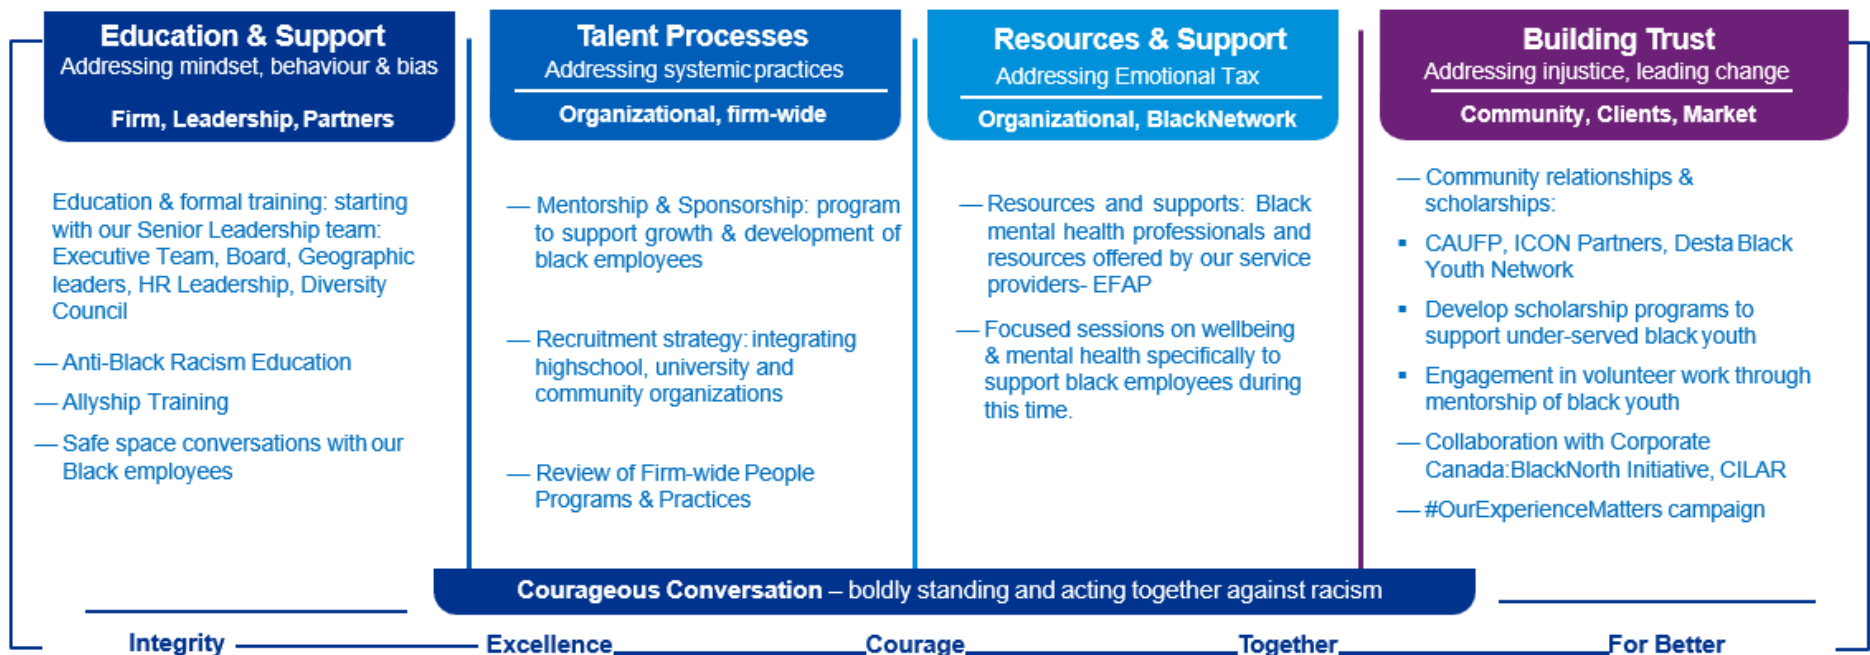 Education & Support
Addressing mindset, behaviour & bias
Firm, Leadership, Partners
Education & formal training: starting
with our Senior Leadership team:
Executive Team, Board, Geographic
leaders, HR Leadership, Diversity
Council
— Anti-Black Racism Education
— Allyship Training
— Safe space conversations with our
Black employees
Talent Processes
Addressing systemic practices
Organizational, firm-wide
— Mentorship & Sponsorship: program
to support growth & development of
black employees
— Recruitment strategy: integrating
highschool, university and
community organizations
— Review of Firm-wide People
Programs & Practices
Resources & Support
Addressing Emotional Tax
Organizational, BlackNetwork
— Resources and supports: Black
mental health professionals and
resources offered by our service
providers- EFAP
— Focused sessions on wellbeing
& mental health specifically to
support black employees during
this time.
Building Trust
Addressing injustice, leading change
Community, Clients, Market
— Community relationships &
scholarships:
▪ CAUFP, ICON Partners, Desta Black
Youth Network
▪ Develop scholarship programs to
support under-served black youth
▪ Engagement in volunteer work through
mentorship of black youth
— Collaboration with Corporate
Canada:BlackNorth Initiative, CILAR
— #OurExperienceMatters campaign
Courageous Conversation – boldly standing and acting together against racism
Integrity Excellence Courage Together For Better